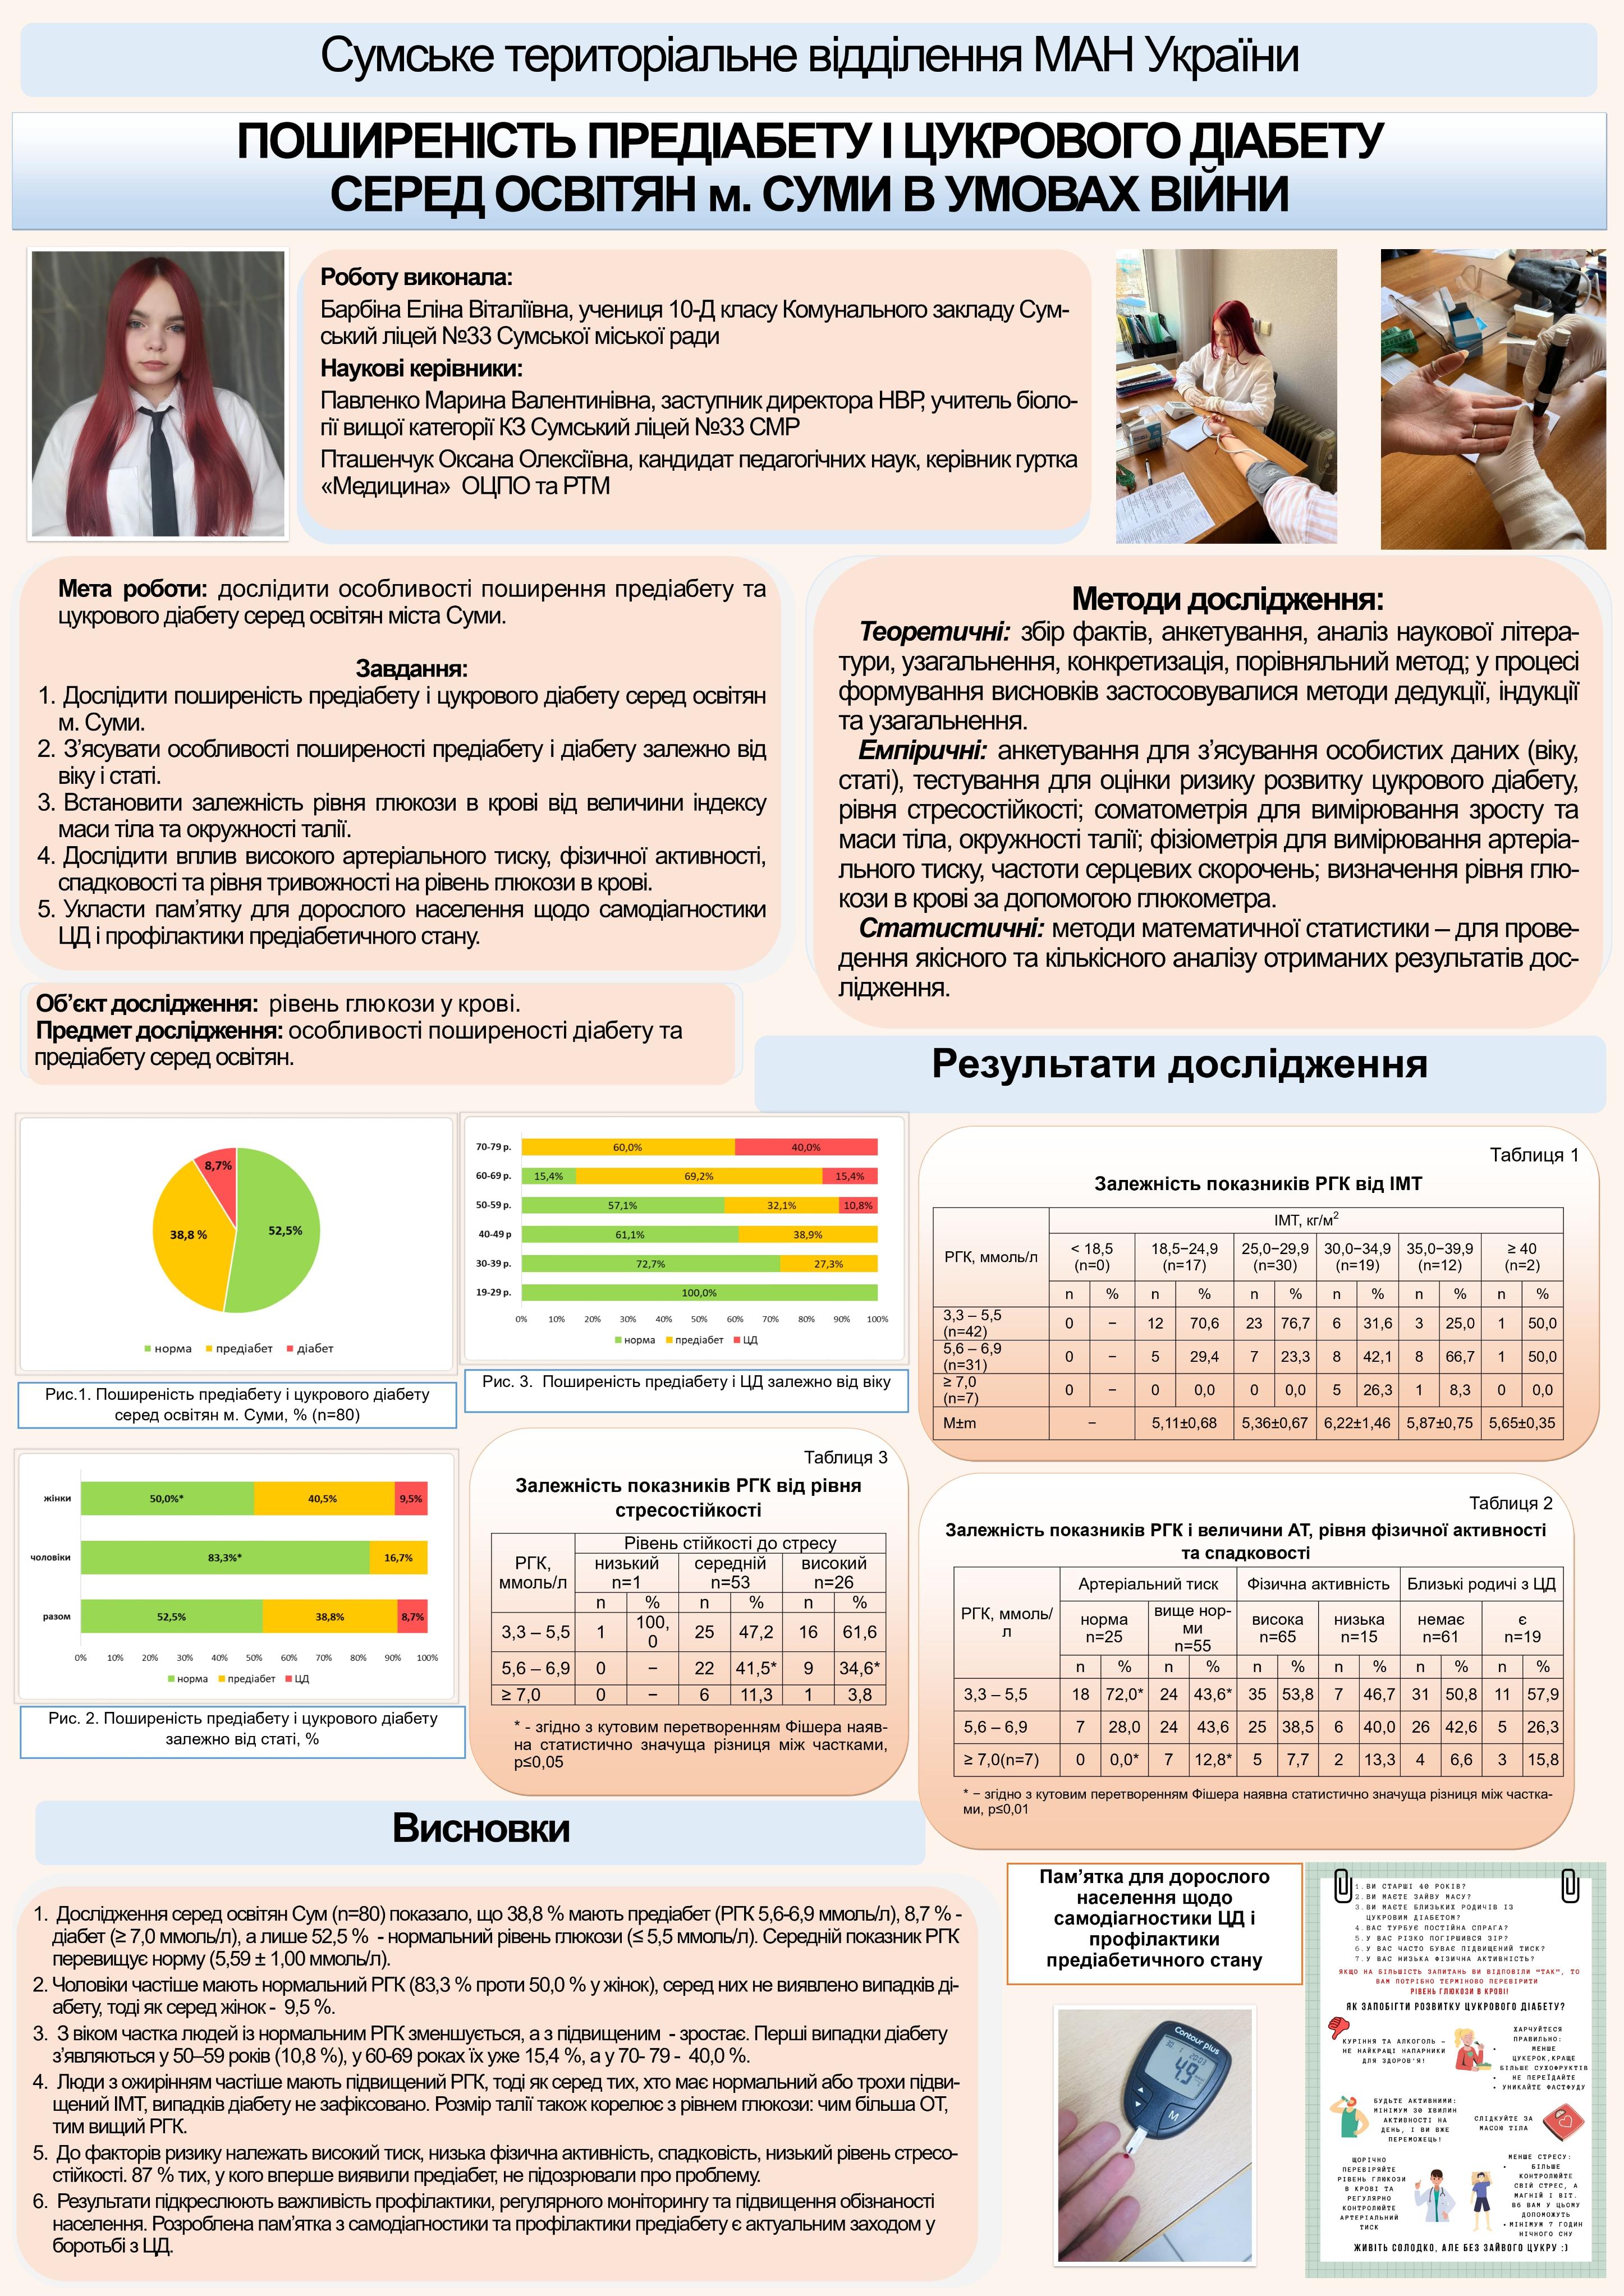 Сумське територіальне відділення МАН України
ПОШИРЕНІСТЬ ПРЕДІАБЕТУ І ЦУКРОВОГО ДІАБЕТУ
СЕРЕД ОСВІТЯН м. СУМИ В УМОВАХ ВІЙНИ
Роботу виконала:
Барбіна Еліна Віталіївна, учениця 10-Д класу Комунального закладу Сум-
ський ліцей №33 Сумської міської ради
Наукові керівники:
Павленко Марина Валентинівна, заступник директора НВР, учитель біоло-
гії вищої категорії КЗ Сумський ліцей №33 СМР
Пташенчук Оксана Олексіївна, кандидат педагогічних наук, керівник гуртка
«Медицина» ОЦПО та РТМ
Мета роботи: дослідити особливості поширення предіабету та
цукрового діабету серед освітян міста Суми.
Завдання:
1. Дослідити поширеність предіабету і цукрового діабету серед освітян
м. Суми.
2. З’ясувати особливості поширеності предіабету і діабету залежно від
віку і статі.
3. Встановити залежність рівня глюкози в крові від величини індексу
маси тіла та окружності талії.
4. Дослідити вплив високого артеріального тиску, фізичної активності,
спадковості та рівня тривожності на рівень глюкози в крові.
5. Укласти пам’ятку для дорослого населення щодо самодіагностики
ЦД і профілактики предіабетичного стану.
Об’єкт дослідження: рівень глюкози у крові.
Предмет дослідження: особливості поширеності діабету та
предіабету серед освітян.
Методи дослідження:
Теоретичні: збір фактів, анкетування, аналіз наукової літера-
тури, узагальнення, конкретизація, порівняльний метод; у процесі
формування висновків застосовувалися методи дедукції, індукції
та узагальнення.
Емпіричні: анкетування для з’ясування особистих даних (віку,
статі), тестування для оцінки ризику розвитку цукрового діабету,
рівня стресостійкості; соматометрія для вимірювання зросту та
маси тіла, окружності талії; фізіометрія для вимірювання артеріа-
льного тиску, частоти серцевих скорочень; визначення рівня глю-
кози в крові за допомогою глюкометра.
Статистичні: методи математичної статистики – для прове-
дення якісного та кількісного аналізу отриманих результатів дос-
лідження.
Результати дослідження
8,7%
38,8 %
52,5%
норма предіабет діабет
Рис.1. Поширеність предіабету і цукрового діабету
серед освітян м. Суми, % (n=80)
70-79 р. 60,0% 40,0%
60-69 р. 15,4% 69,2% 15,4%
50-59 р. 57,1% 32,1% 10,8%
40-49 р 61,1% 38,9%
30-39 р. 72,7% 27,3%
19-29 р. 100,0%
0% 10% 20% 30% 40% 50% 60% 70% 80% 90% 100%
норма предіабет ЦД
Рис. 3. Поширеність предіабету і ЦД залежно від віку
Таблиця 1
Залежність показників РГК від ІМТ
РГК, ммоль/л ІМТ, кг/м²
< 18,5 18,5−24,9 25,0−29,9 30,0−34,9 35,0−39,9 ≥ 40
(n=0) (n=17) (n=30) (n=19) (n=12) (n=2)
n % n % n % n % n % n %
3,3 – 5,5
(n=42) 0 − 12 70,6 23 76,7 6 31,6 3 25,0 1 50,0
5,6 – 6,9
(n=31) 0 − 5 29,4 7 23,3 8 42,1 8 66,7 1 50,0
≥ 7,0
(n=7) 0 − 0 0,0 0 0,0 5 26,3 1 8,3 0 0,0
M±m − 5,11±0,68 5,36±0,67 6,22±1,46 5,87±0,75 5,65±0,35
жінки 50,0%* 40,5% 9,5%
чоловіки 83,3%* 16,7%
разом 52,5% 38,8% 8,7%
0% 10% 20% 30% 40% 50% 60% 70% 80% 90% 100%
норма предіабет ЦД
Рис. 2. Поширеність предіабету і цукрового діабету
залежно від статі, %
Таблиця 3
Залежність показників РГК від рівня
стресостійкості
РГК,
ммоль/л
Рівень стійкості до стресу
низький середній високий
n=1 n=53 n=26
n % n % n %
3,3 – 5,5 1 100,
0 25 47,2 16 61,6
5,6 – 6,9 0 − 22 41,5* 9 34,6*
≥ 7,0 0 − 6 11,3 1 3,8
* - згідно з кутовим перетворенням Фішера наяв-
на статистично значуща різниця між частками,
p≤0,05
Таблиця 2
Залежність показників РГК і величини АТ, рівня фізичної активності
та спадковості
РГК, ммоль/
л
Артеріальний тиск Фізична активність Близькі родичі з ЦД
норма
n=25
вище нор-
ми
n=55
висока
n=65
низька
n=15
немає
n=61
є
n=19
n % n % n % n % n % n %
3,3 – 5,5 18 72,0* 24 43,6* 35 53,8 7 46,7 31 50,8 11 57,9
5,6 – 6,9 7 28,0 24 43,6 25 38,5 6 40,0 26 42,6 5 26,3
≥ 7,0(n=7) 0 0,0* 7 12,8* 5 7,7 2 13,3 4 6,6 3 15,8
* − згідно з кутовим перетворенням Фішера наявна статистично значуща різниця між частка-
ми, p≤0,01
Висновки
1. Дослідження серед освітян Сум (n=80) показало, що 38,8 % мають предіабет (РГК 5,6-6,9 ммоль/л), 8,7 % -
діабет (≥ 7,0 ммоль/л), а лише 52,5 % - нормальний рівень глюкози (≤ 5,5 ммоль/л). Середній показник РГК
перевищує норму (5,59 ± 1,00 ммоль/л).
2. Чоловіки частіше мають нормальний РГК (83,3 % проти 50,0 % у жінок), серед них не виявлено випадків ді-
абету, тоді як серед жінок - 9,5 %.
3. З віком частка людей із нормальним РГК зменшується, а з підвищеним - зростає. Перші випадки діабету
з’являються у 50–59 років (10,8 %), у 60-69 роках їх уже 15,4 %, а у 70- 79 - 40,0 %.
4. Люди з ожирінням частіше мають підвищений РГК, тоді як серед тих, хто має нормальний або трохи підви-
щений ІМТ, випадків діабету не зафіксовано. Розмір талії також корелює з рівнем глюкози: чим більша ОТ,
тим вищий РГК.
5. До факторів ризику належать високий тиск, низька фізична активність, спадковість, низький рівень стресо-
стійкості. 87 % тих, у кого вперше виявили предіабет, не підозрювали про проблему.
6. Результати підкреслюють важливість профілактики, регулярного моніторингу та підвищення обізнаності
населення. Розроблена пам’ятка з самодіагностики та профілактики предіабету є актуальним заходом у
боротьбі з ЦД.
Пам’ятка для дорослого
населення щодо
самодіагностики ЦД і
профілактики
предіабетичного стану
Contour plus
4.9
M
1. ВИ СТАРШІ 40 РОКІВ?
2. ВИ МАЄТЕ ЗАЙВУ МАСУ?
3. ВИ МАЄТЕ БЛИЗЬКИХ РОДИЧІВ ІЗ
ЦУКРОВИМ ДІАБЕТОМ?
4. ВАС ТУРБУЄ ПОСТІЙНА СПРАГА?
5. У ВАС РІЗКО ПОГІРШИВСЯ ЗІР?
6. У ВАС ЧАСТО БУВАЄ ПІДВИЩЕНИЙ ТИСК?
7. У ВАС НИЗЬКА ФІЗИЧНА АКТИВНІСТЬ?
ЯКЩО НА БІЛЬШІСТЬ ЗАПИТАНЬ ВИ ВІДПОВІЛИ "ТАК", ТО
ВАМ ПОТРІБНО ТЕРМІНОВО ПЕРЕВІРИТИ
РІВЕНЬ ГЛЮКОЗИ В КРОВІ!
ЯК ЗАПОБІГТИ РОЗВИТКУ ЦУКРОВОГО ДІАБЕТУ?
КУРІННЯ ТА АЛКОГОЛЬ –
НЕ НАЙКРАЩІ НАПАРНИКИ
ДЛЯ ЗДОРОВ'Я!
ХАРЧУЙТЕСЯ
ПРАВИЛЬНО:
• МЕНШЕ
ЦУКЕРОК,КРАЩЕ
БІЛЬШЕ СУХОФРУКТІВ
• НЕ ПЕРЕЇДАЙТЕ
• УНИКАЙТЕ ФАСТФУДУ
БУДЬТЕ АКТИВНИМИ:
МІНІМУМ 30 ХВИЛИН
АКТИВНОСТІ НА
ДЕНЬ, І ВИ ВЖЕ
ПЕРЕМОЖЕЦЬ!
СЛІДКУЙТЕ ЗА
МАСОЮ ТІЛА
ЩОРІЧНО
ПЕРЕВІРЯЙТЕ
РІВЕНЬ ГЛЮКОЗИ
В КРОВІ ТА
РЕГУЛЯРНО
КОНТРОЛЮЙТЕ
АРТЕРІАЛЬНИЙ
ТИСК
МЕНШЕ СТРЕСУ:
• БІЛЬШЕ
КОНТРОЛЮЙТЕ
СВІЙ СТРЕС, А
МАГНІЙ І ВІТ.
В6 ВАМ У ЦЬОМУ
ДОПОМОЖУТЬ
• МІНІМУМ 7 ГОДИН
НІЧНОГО СНУ
ЖИВІТЬ СОЛОДКО, АЛЕ БЕЗ ЗАЙВОГО ЦУКРУ :)